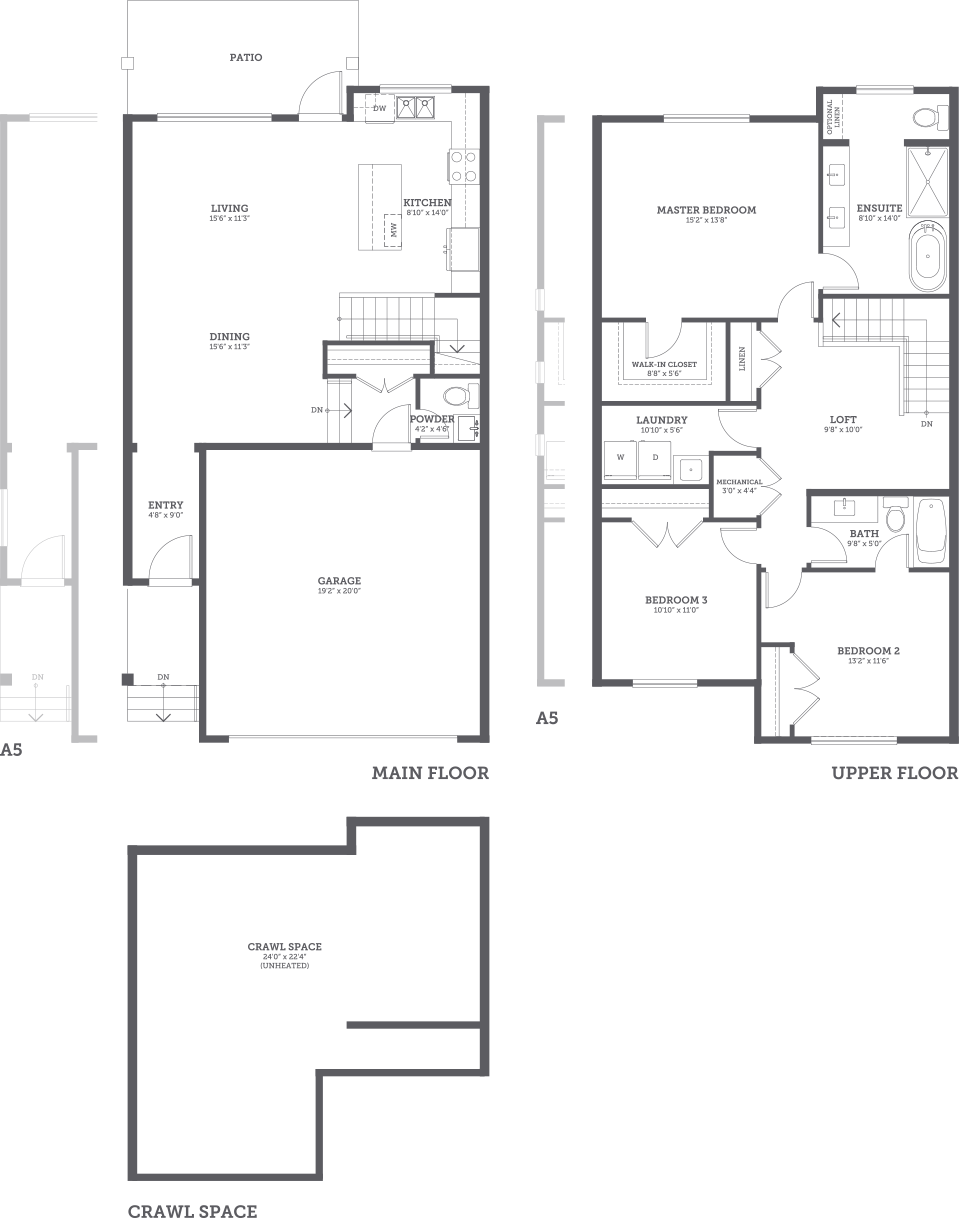 PATIO
DW
LIVING
15'6" x 11'3"
KITCHEN
8'10" x 14'0"
MW
DINING
15'6" x 11'3"
DN
POWDER
4'2" x 4'6"
ENTRY
4'8" x 9'0"
GARAGE
19'2" x 20'0"
DN
DN
A5
MAIN FLOOR
OPTIONAL
LINEN
MASTER BEDROOM
15'2" x 13'8"
ENSUITE
8'10" x 14'0"
WALK-IN CLOSET
8'8" x 5'6"
LINEN
LAUNDRY
10'10" x 5'6"
W
D
LOFT
9'8" x 10'0"
DN
MECHANICAL
3'0" x 4'4"
BATH
9'8" x 5'0"
BEDROOM 3
10'10" x 11'0"
BEDROOM 2
13'2" x 11'6"
A5
UPPER FLOOR
CRAWL SPACE
24'0" x 22'4"
(UNHEATED)
CRAWL SPACE